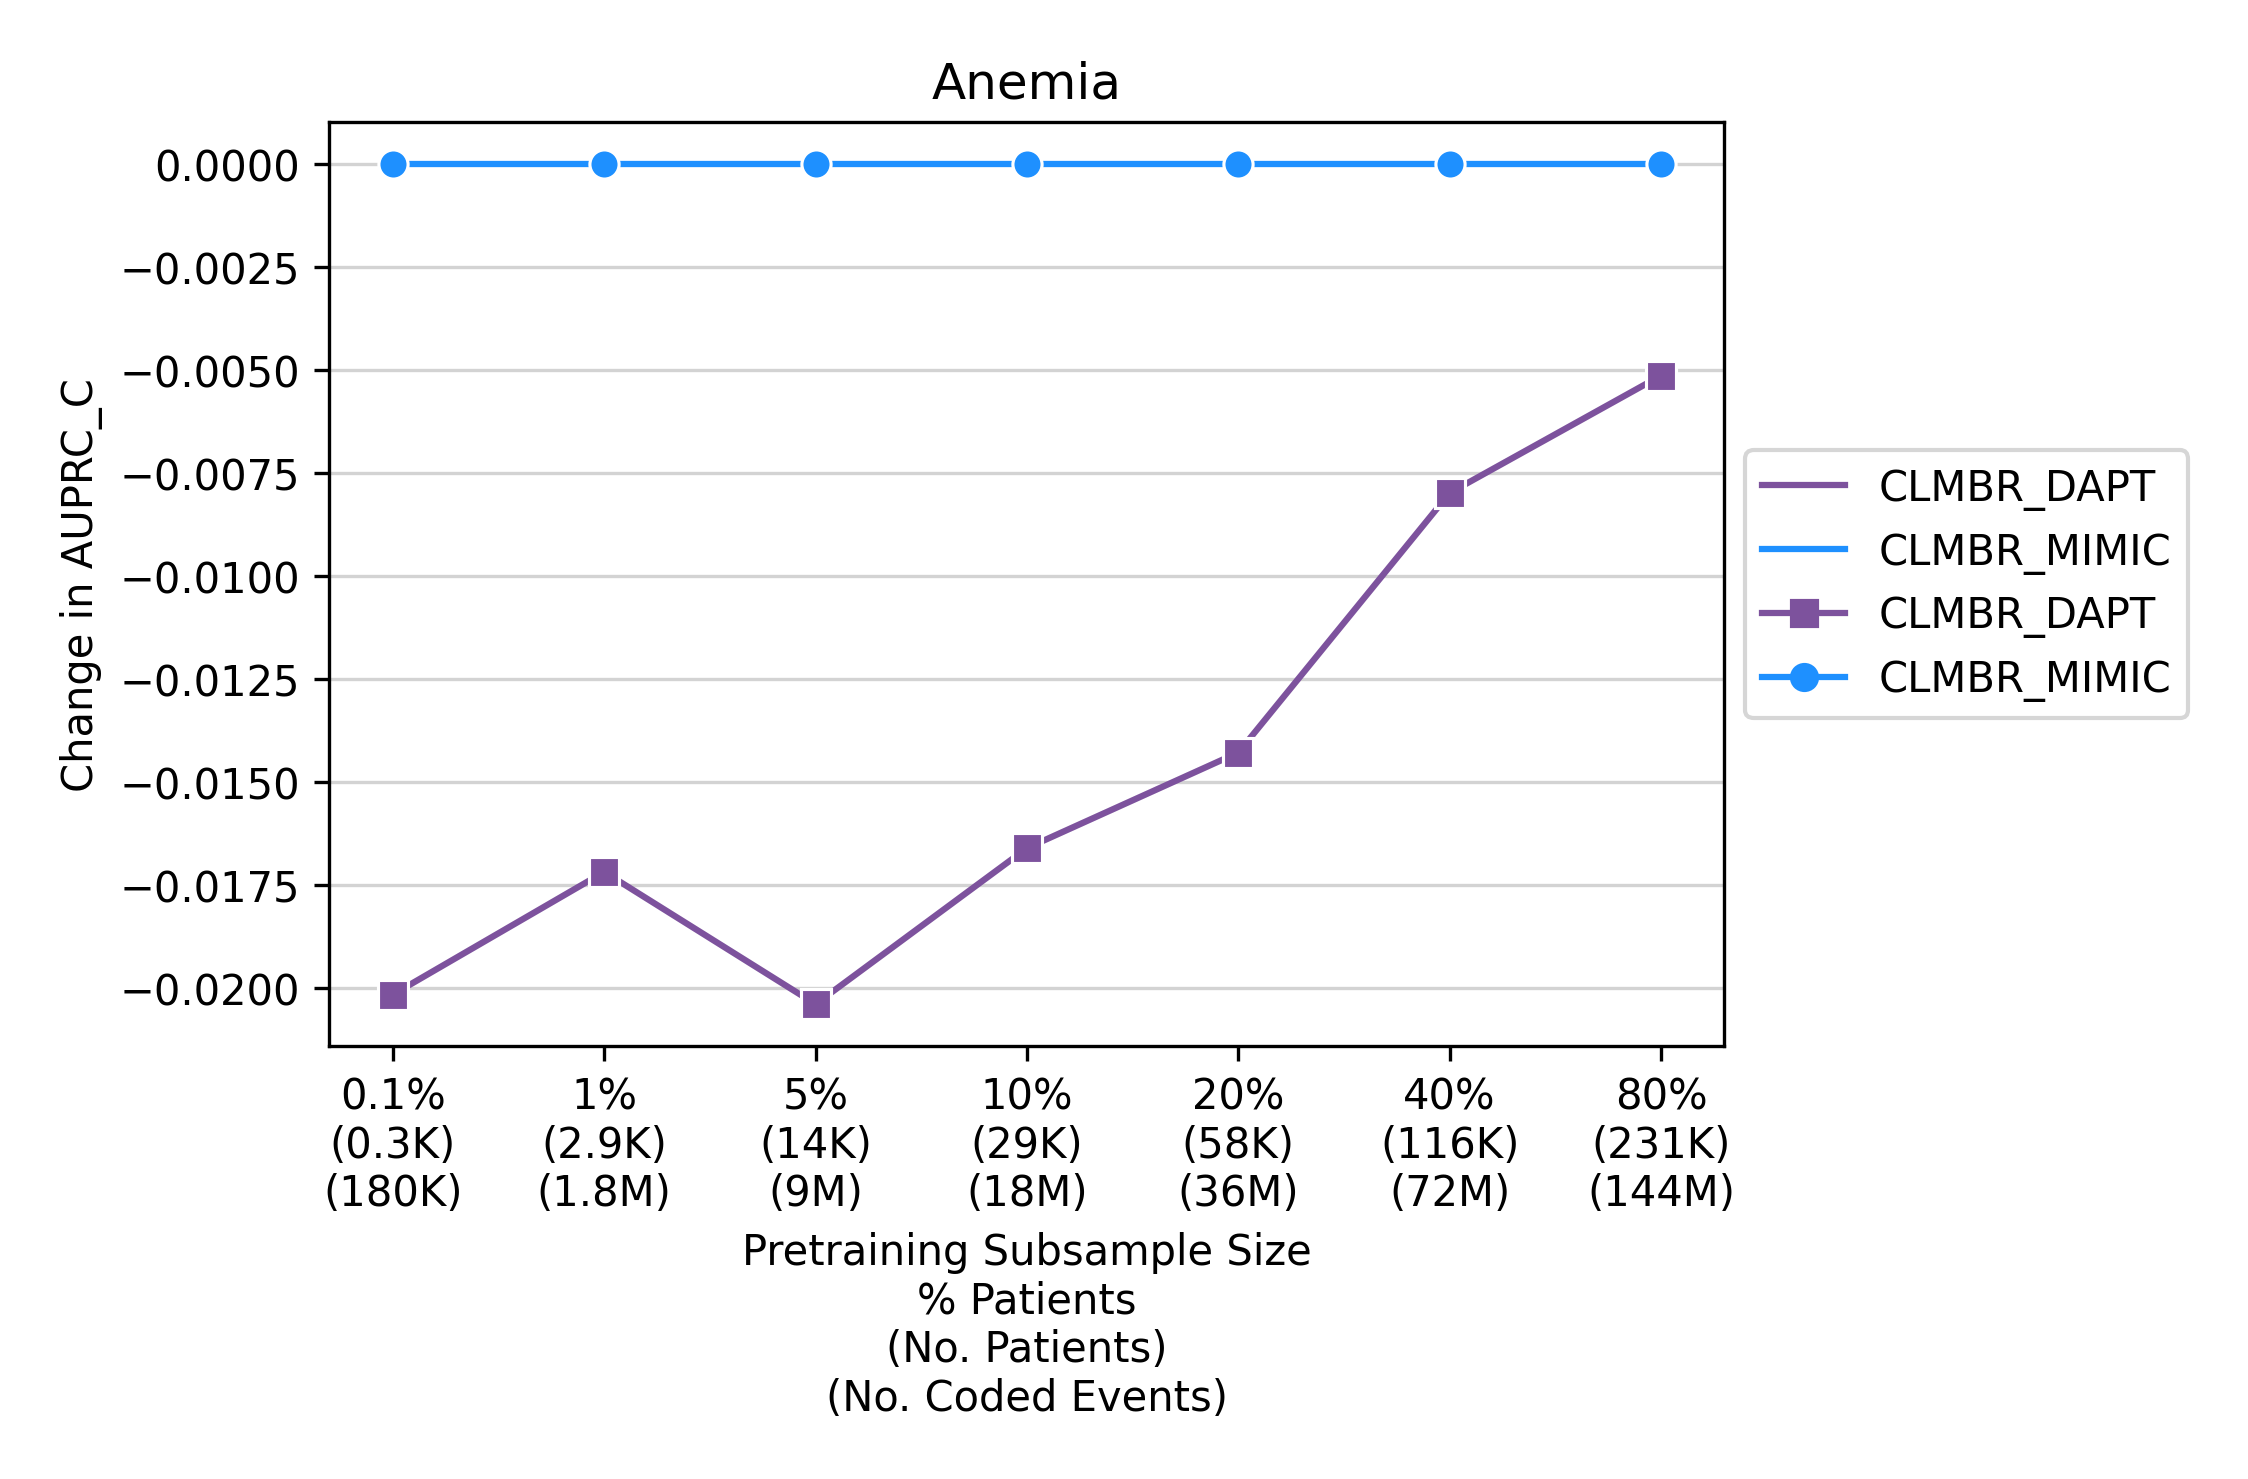 Anemia
0.0000
−0.0025
−0.0050
−0.0075
−0.0100
−0.0125
−0.0150
−0.0175
−0.0200
Change in AUPRC_C
0.1% 1% 5% 10% 20% 40% 80%
(0.3K) (2.9K) (14K) (29K) (58K) (116K) (231K)
(180K) (1.8M) (9M) (18M) (36M) (72M) (144M)
Pretraining Subsample Size
% Patients
(No. Patients)
(No. Coded Events)
CLMBR_DAPT
CLMBR_MIMIC
CLMBR_DAPT
CLMBR_MIMIC